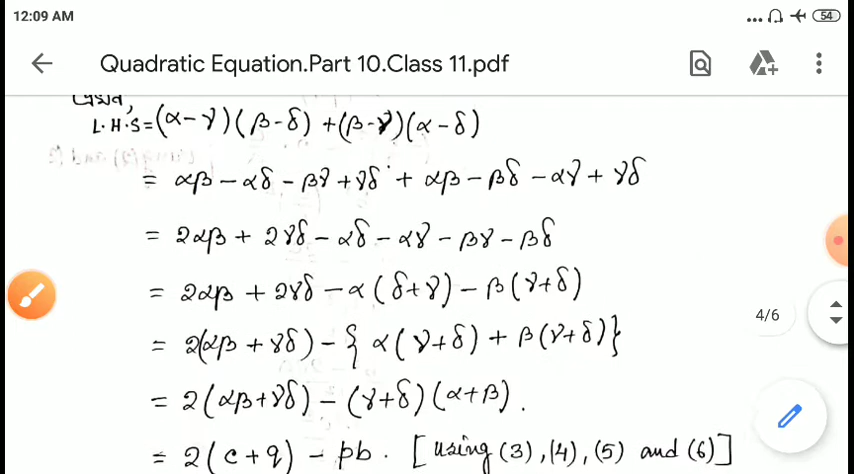 12:09 AM
54
Quadratic Equation.Part 10.Class 11.pdf
L.H.S=(α-γ)(β-δ)+(β-γ)(α-δ)
= αβ-αδ-βγ+γδ+αβ-βδ-αγ+γδ
= 2αβ+2γδ-αδ-αγ-βγ-βδ
= 2αβ+2γδ-α(δ+γ)-β(γ+δ)
= 2(αβ+γδ)-{α(γ+δ)+β(γ+δ)}
4/6
= 2(αβ+γδ)-(γ+δ)(α+β).
= 2(c+q)-pb. [using (3),(4),(5) and (6)]